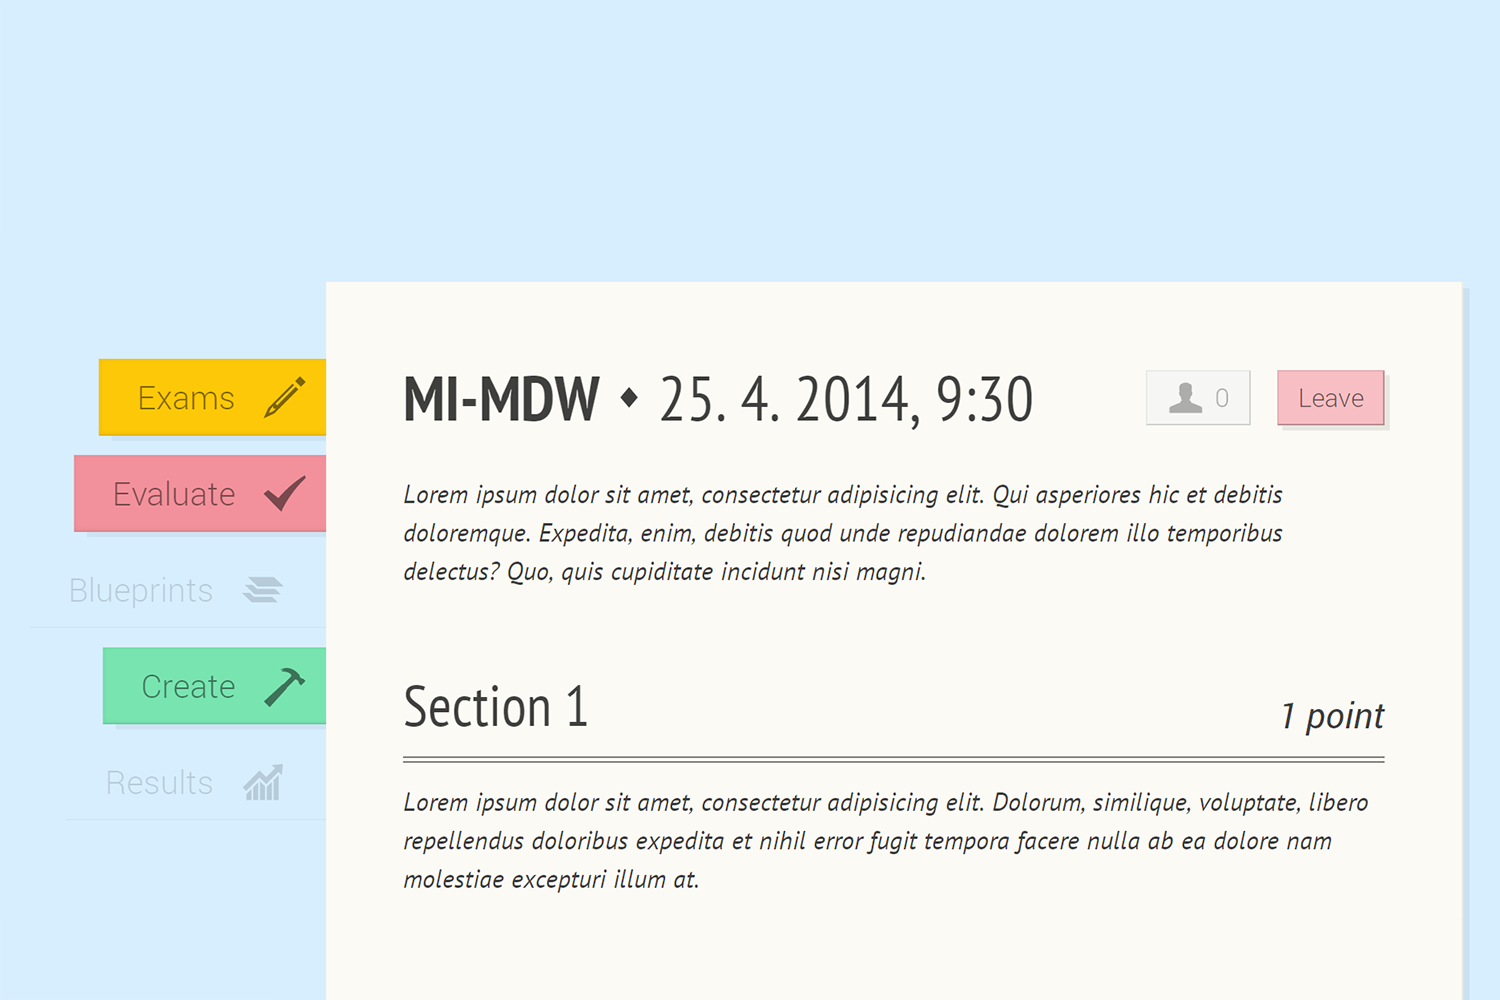 Exams
Evaluate
Blueprints
Create
Results
MI-MDW ♦ 25. 4. 2014, 9:30
0
Leave
Lorem ipsum dolor sit amet, consectetur adipisicing elit. Qui asperiores hic et debitis
doloremque. Expedita, enim, debitis quod unde repudiandae dolorem illo temporibus
delectus? Quo, quis cupiditate incidunt nisi magni.
Section 1
1 point
Lorem ipsum dolor sit amet, consectetur adipisicing elit. Dolorum, similique, voluptate, libero
repellendus doloribus expedita et nihil error fugit tempora facere nulla ab ea dolore nam
molestiae excepturi illum at.